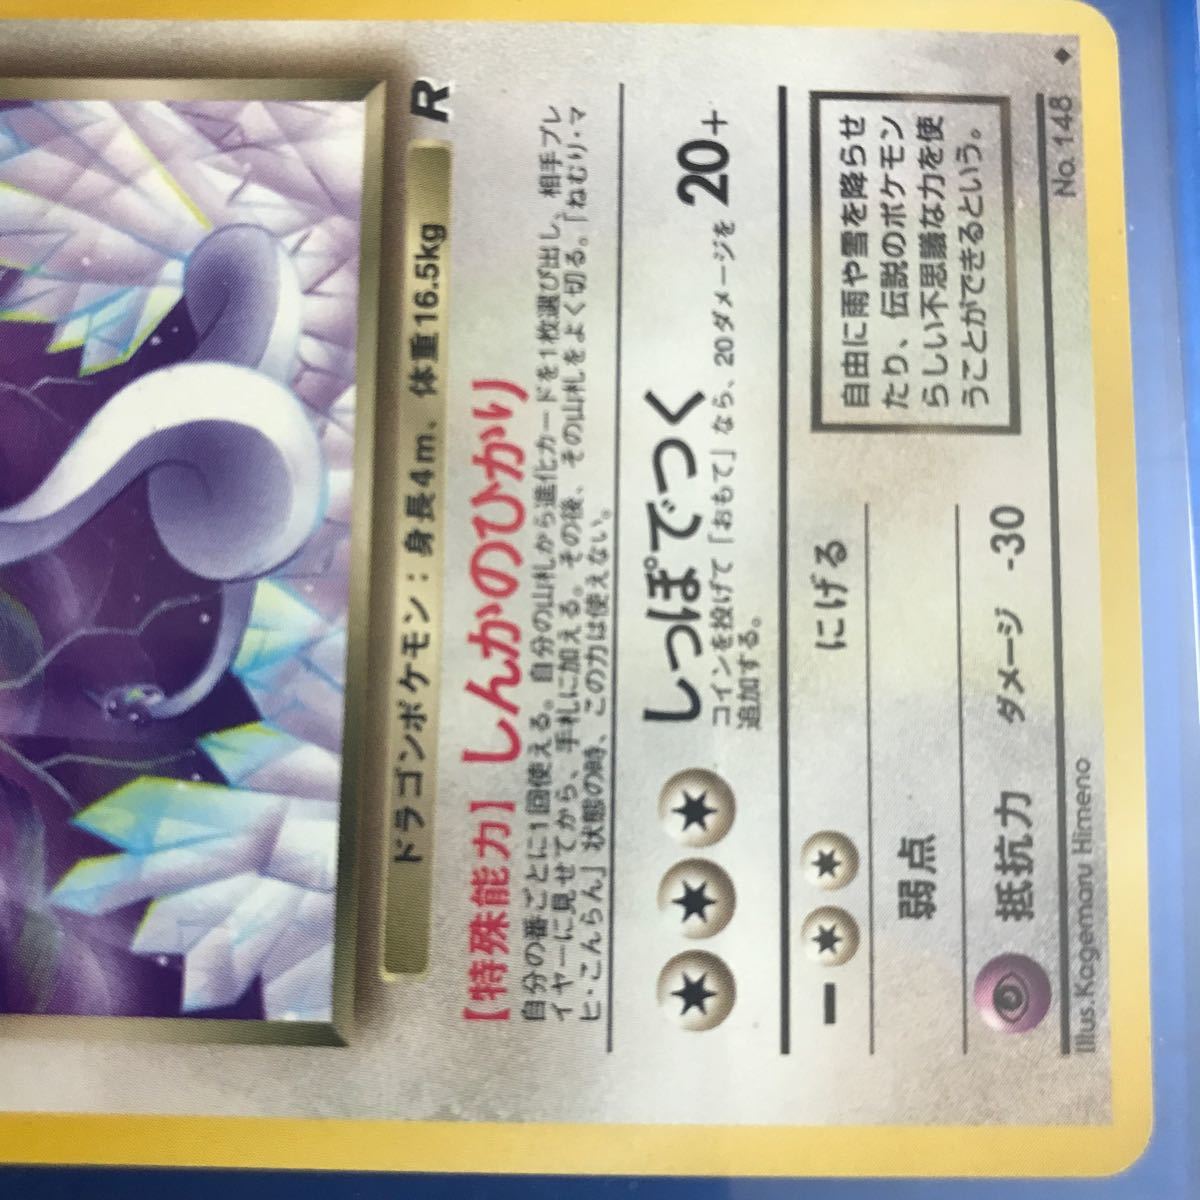 R
ドラゴンポケモン：身長4m、体重16.5kg
【特殊能力】しんかのひかり
自分の番ごとに1回使える。自分の山札から進化カードを1枚選び出し、相手プレ
イヤーに見せてから、手札に加える。その後、その山札をよく切る。「ねむり・マ
ヒ・こんらん」状態の時、この力は使えない。
しっぽでつく 20+
コインを投げて「おもて」なら、20ダメージを
追加する。
にげる
弱点
抵抗力 ダメージ -30
自由に雨や雪を降らせ
たり、伝説のポケモン
らしい不思議な力を使
うことができるという。
Illus. Kagemaru Himeno No. 148 ◆